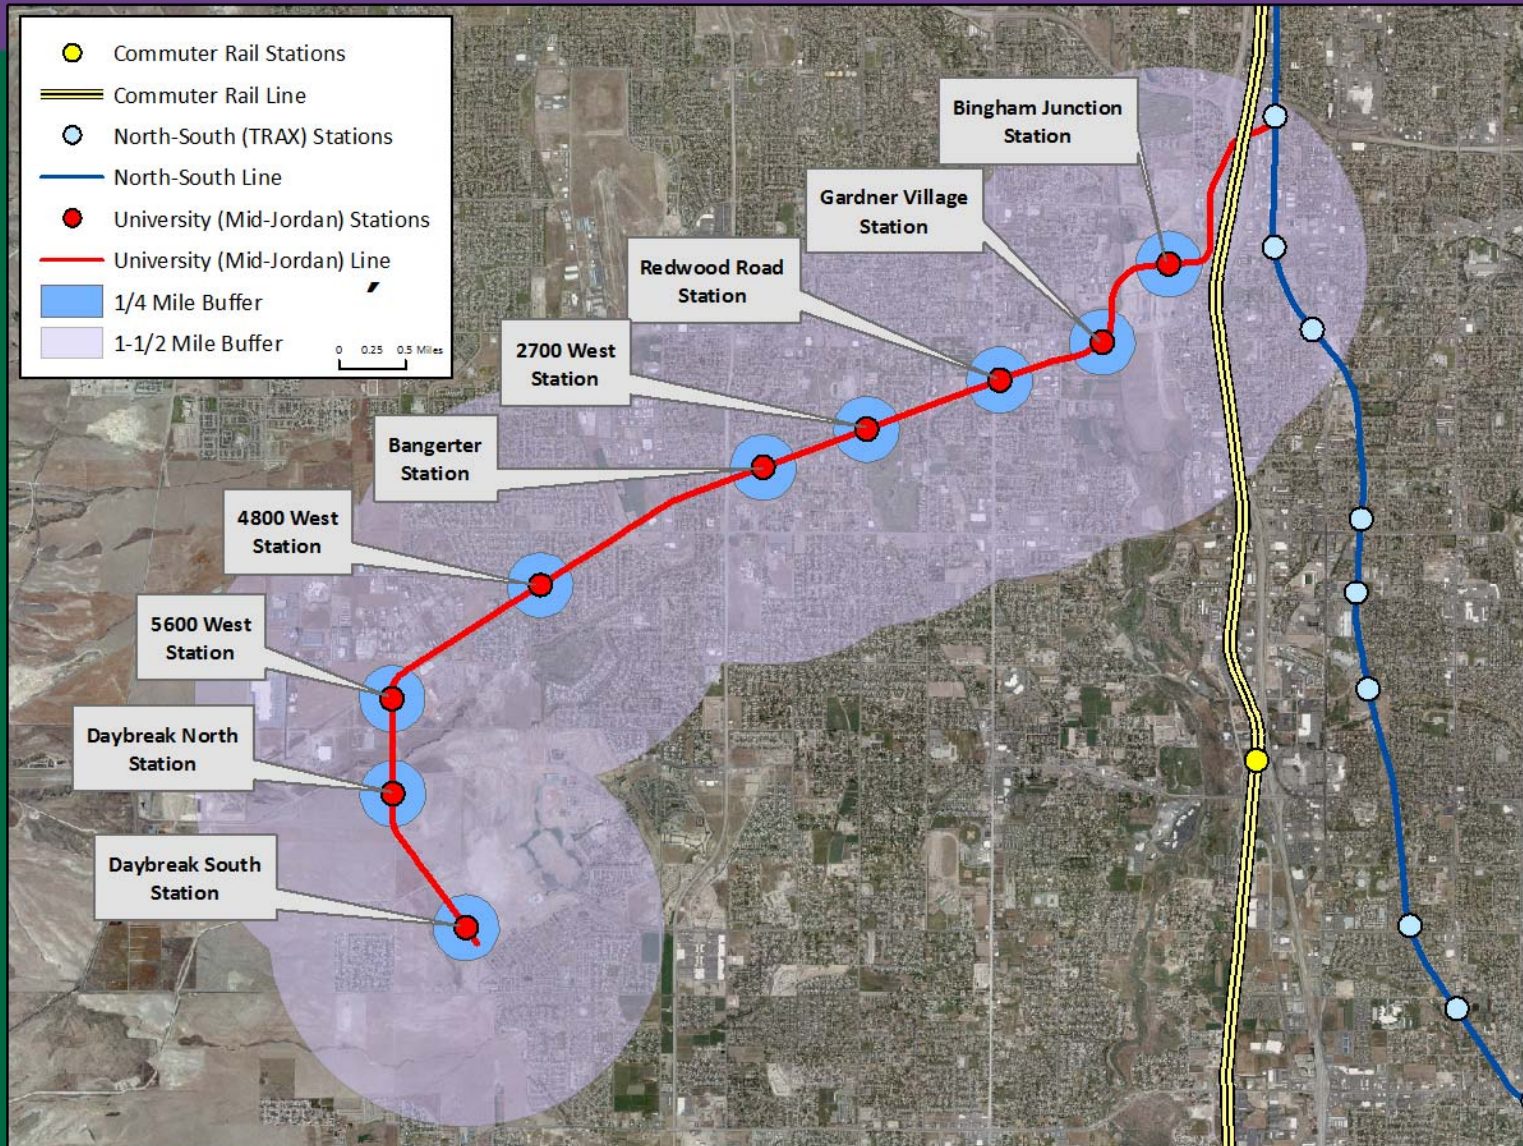 Commuter Rail Stations
Commuter Rail Line
North-South (TRAX) Stations
North-South Line
University (Mid-Jordan) Stations
University (Mid-Jordan) Line
1/4 Mile Buffer
1-1/2 Mile Buffer
0 0.25 0.5 Miles
Bingham Junction
Station
Gardner Village
Station
Redwood Road
Station
2700 West
Station
Bangerter
Station
4800 West
Station
5600 West
Station
Daybreak North
Station
Daybreak South
Station